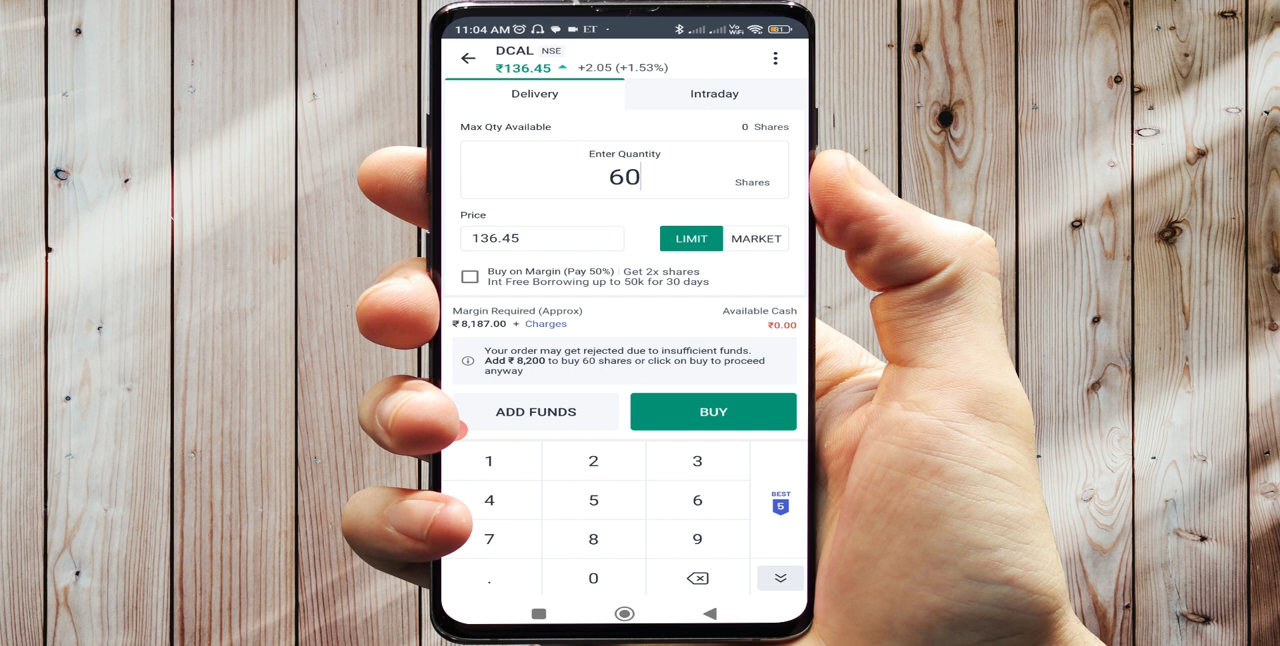 11:04 AM ET
Vo
WiFi
31
DCAL NSE
₹136.45 +2.05 (+1.53%)
Delivery Intraday
Max Qty Available 0 Shares
Enter Quantity
60
Shares
Price
136.45 LIMIT MARKET
Buy on Margin (Pay 50%) | Get 2x shares
Int Free Borrowing up to 50k for 30 days
Margin Required (Approx) Available Cash
₹8,187.00 + Charges ₹0.00
Your order may get rejected due to insufficient funds.
Add ₹ 8,200 to buy 60 shares or click on buy to proceed
anyway
ADD FUNDS BUY
1 2 3
BEST
4 5 6 5
7 8 9
. 0